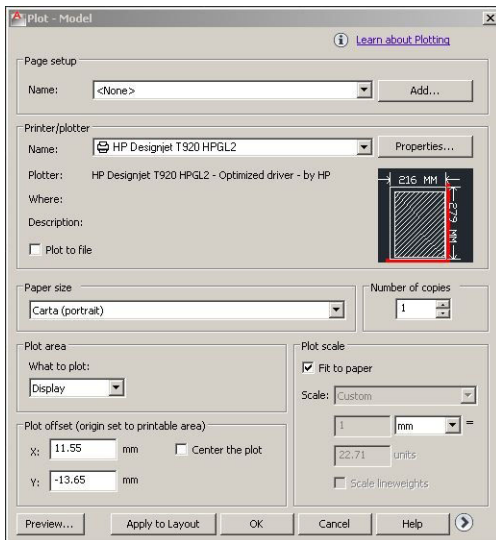 Plot - Model
Learn about Plotting
Page setup
Name: <None> Add...
Printer/plotter
Name: HP Designjet T920 HPGL2 Properties...
Plotter: HP Designjet T920 HPGL2 - Optimized driver - by HP
Where:
Description:
Plot to file
216 MM
279 MM
Paper size
Carta (portrait)
Number of copies
1
Plot area
What to plot:
Display
Plot scale
Fit to paper
Scale: Custom
1 mm =
22.71 units
Scale lineweights
Plot offset (origin set to printable area)
X: 11.55 mm Center the plot
Y: -13.65 mm
Preview... Apply to Layout OK Cancel Help